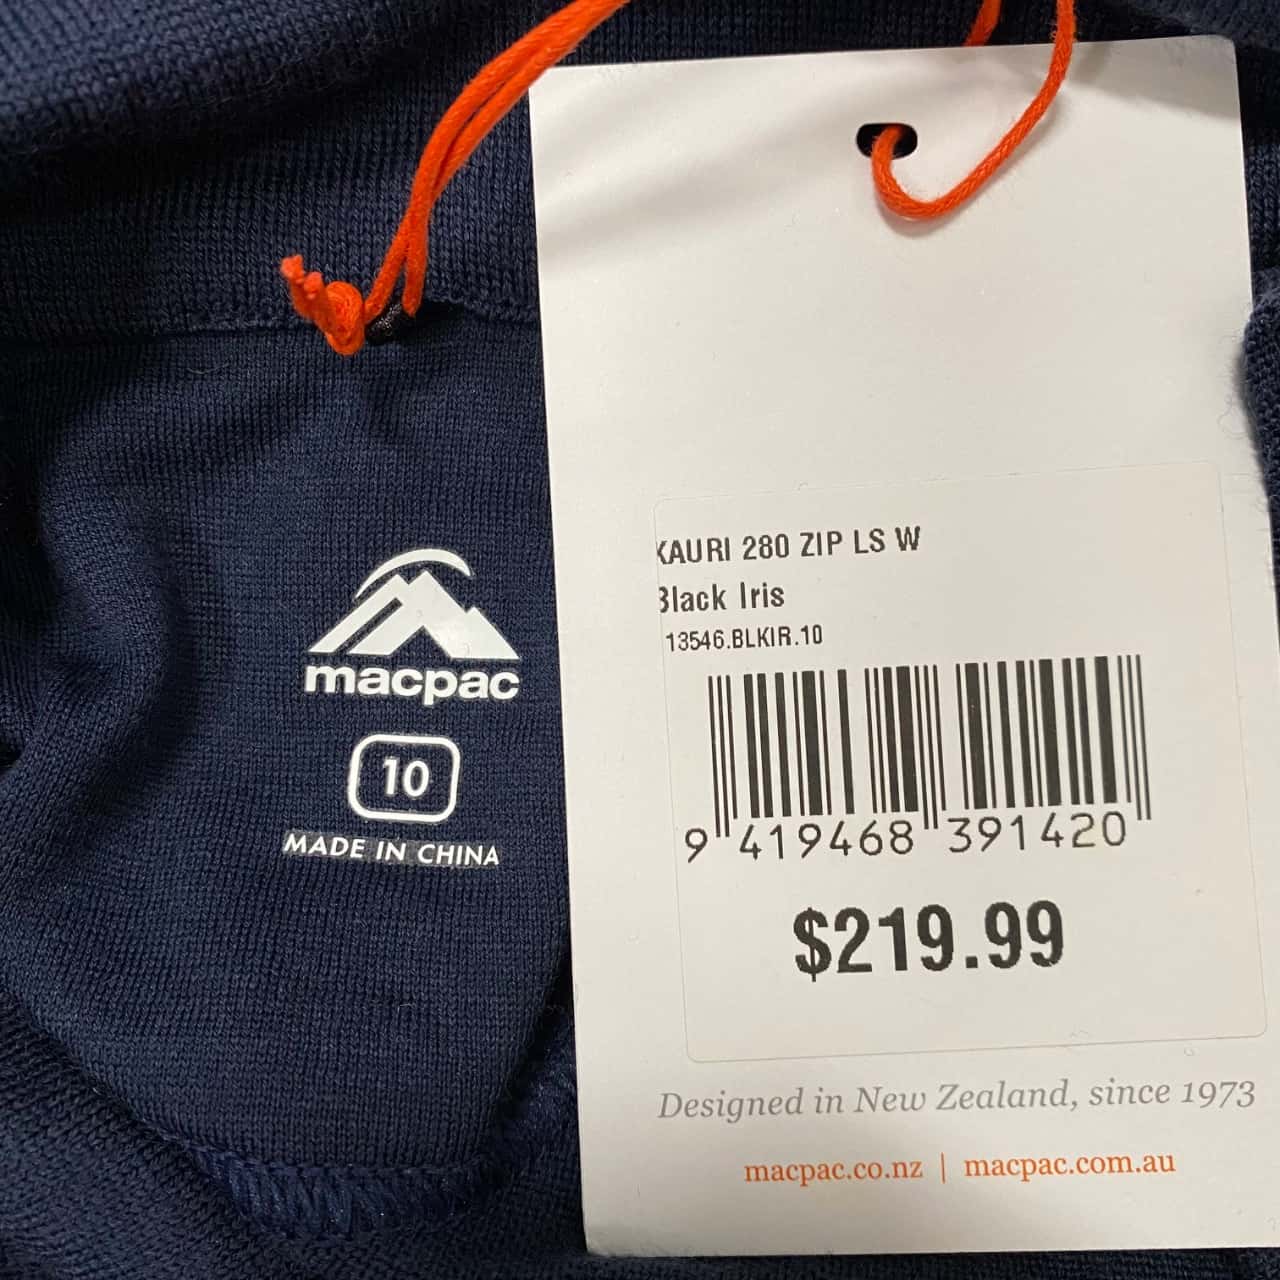 macpac
10
MADE IN CHINA
KAURI 280 ZIP LS W
Black Iris
13546.BLKIR.10
9 419468 391420
$219.99
Designed in New Zealand, since 1973
macpac.co.nz | macpac.com.au